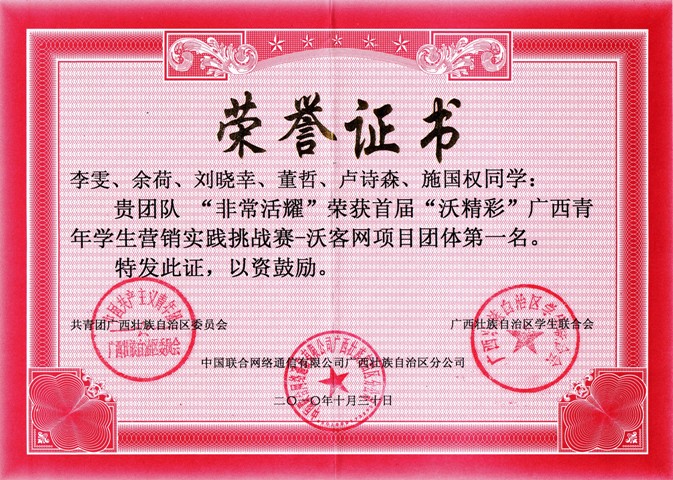 荣誉证书
李雯、余荷、刘晓幸、董哲、卢诗森、施国权同学：
贵团队 “非常活耀”荣获首届“沃精彩”广西青
年学生营销实践挑战赛-沃客网项目团体第一名。
特发此证，以资鼓励。
共青团广西壮族自治区委员会
广西壮族自治区学生联合会
中国联合网络通信有限公司广西壮族自治区分公司
二〇一〇年十月三十日